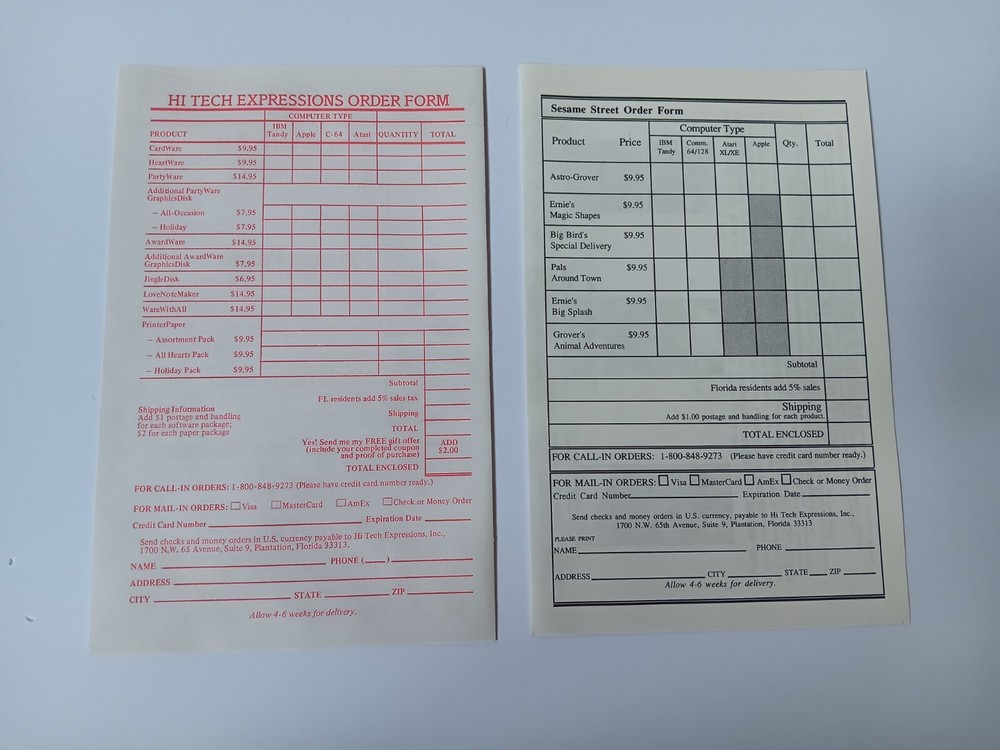 HI TECH EXPRESSIONS ORDER FORM
COMPUTER TYPE
PRODUCT IBM Tandy Apple C-64 Atari QUANTITY TOTAL
CardWare $9.95
HeartWare $9.95
PartyWare $14.95
Additional PartyWare
GraphicsDisk
– All-Occasion $7.95
– Holiday $7.95
AwardWare $14.95
Additional AwardWare
GraphicsDisk $7.95
JingleDisk $6.95
LoveNoteMaker $14.95
WareWithAll $14.95
PrinterPaper
– Assortment Pack $9.95
– All Hearts Pack $9.95
– Holiday Pack $9.95
Subtotal
FL residents add 5% sales tax
Shipping Information
Add $1 postage and handling
for each software package;
$2 for each paper package
Shipping
TOTAL
Yes! Send me my FREE gift offer
(include your completed coupon
and proof of purchase)
ADD
$2.00
TOTAL ENCLOSED
FOR CALL-IN ORDERS: 1-800-848-9273 (Please have credit card number ready.)
FOR MAIL-IN ORDERS: Visa MasterCard AmEx Check or Money Order
Credit Card Number Expiration Date
Send checks and money orders in U.S. currency payable to Hi Tech Expressions, Inc.,
1700 N.W. 65 Avenue, Suite 9, Plantation, Florida 33313.
NAME PHONE ( )
ADDRESS
CITY STATE ZIP
Allow 4-6 weeks for delivery.
Sesame Street Order Form
Computer Type
Product Price IBM Tandy Comm. 64/128 Atari XL/XE Apple Qty. Total
Astro-Grover $9.95
Ernie's $9.95
Magic Shapes
Big Bird's $9.95
Special Delivery
Pals $9.95
Around Town
Ernie's $9.95
Big Splash
Grover's $9.95
Animal Adventures
Subtotal
Florida residents add 5% sales
Shipping
Add $1.00 postage and handling for each product.
TOTAL ENCLOSED
FOR CALL-IN ORDERS: 1-800-848-9273 (Please have credit card number ready.)
FOR MAIL-IN ORDERS: Visa MasterCard AmEx Check or Money Order
Credit Card Number Expiration Date
Send checks and money orders in U.S. currency, payable to Hi Tech Expressions, Inc.,
1700 N.W. 65th Avenue, Suite 9, Plantation, Florida 33313
PLEASE PRINT
NAME PHONE
ADDRESS CITY STATE ZIP
Allow 4-6 weeks for delivery.